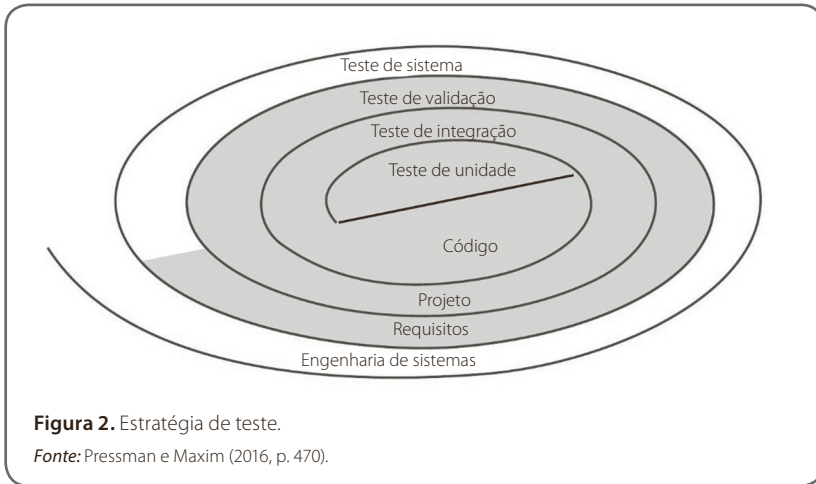 Teste de sistema
Teste de validação
Teste de integração
Teste de unidade
Código
Projeto
Requisitos
Engenharia de sistemas
Figura 2. Estratégia de teste.
Fonte: Pressman e Maxim (2016, p. 470).